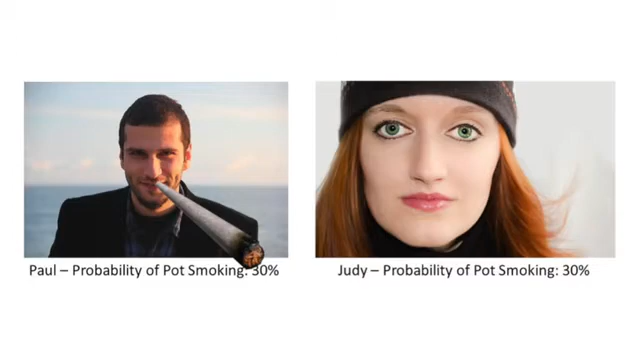 Paul – Probability of Pot Smoking: 30%
Judy – Probability of Pot Smoking: 30%